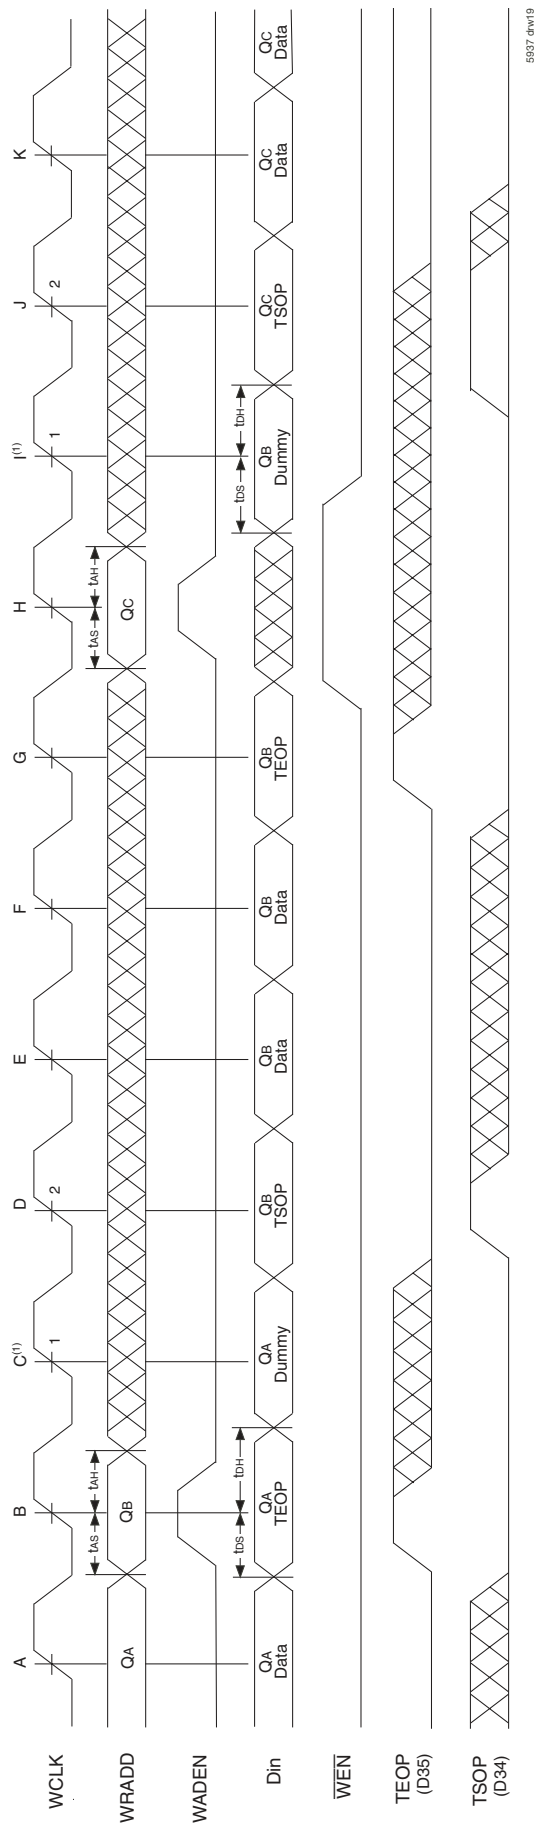 A B C(1) D E F G H I(1) J K
WCLK 1 2 1 2
tAS tAH tAS tAH
WRADD QA QB QC
WADEN
tDS tDH tDS tDH
Din QA Data QA TEOP QA Dummy QB TSOP QB Data QB Data QB TEOP QB Dummy QC TSOP QC Data QC Data
WEN
TEOP
(D35)
TSOP
(D34)
5937 drw19